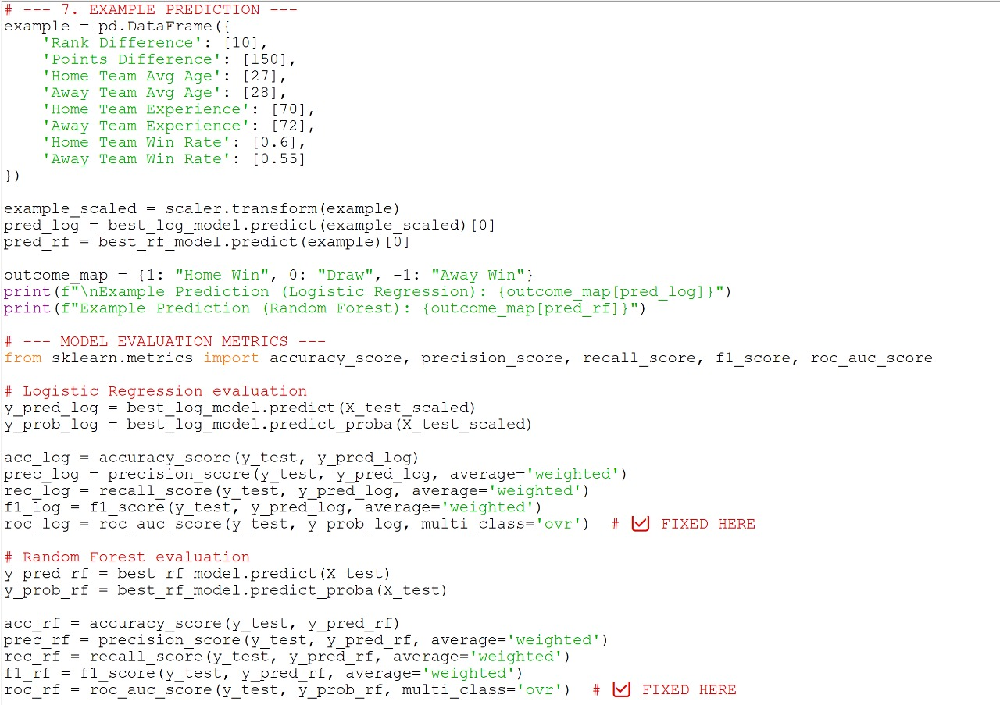 # --- 7. EXAMPLE PREDICTION ---
example = pd.DataFrame({
    'Rank Difference': [10],
    'Points Difference': [150],
    'Home Team Avg Age': [27],
    'Away Team Avg Age': [28],
    'Home Team Experience': [70],
    'Away Team Experience': [72],
    'Home Team Win Rate': [0.6],
    'Away Team Win Rate': [0.55]
})

example_scaled = scaler.transform(example)
pred_log = best_log_model.predict(example_scaled)[0]
pred_rf = best_rf_model.predict(example)[0]

outcome_map = {1: "Home Win", 0: "Draw", -1: "Away Win"}
print(f"\nExample Prediction (Logistic Regression): {outcome_map[pred_log]}")
print(f"Example Prediction (Random Forest): {outcome_map[pred_rf]}")

# --- MODEL EVALUATION METRICS ---
from sklearn.metrics import accuracy_score, precision_score, recall_score, f1_score, roc_auc_score

# Logistic Regression evaluation
y_pred_log = best_log_model.predict(X_test_scaled)
y_prob_log = best_log_model.predict_proba(X_test_scaled)

acc_log = accuracy_score(y_test, y_pred_log)
prec_log = precision_score(y_test, y_pred_log, average='weighted')
rec_log = recall_score(y_test, y_pred_log, average='weighted')
f1_log = f1_score(y_test, y_pred_log, average='weighted')
roc_log = roc_auc_score(y_test, y_prob_log, multi_class='ovr')  # ✅ FIXED HERE

# Random Forest evaluation
y_pred_rf = best_rf_model.predict(X_test)
y_prob_rf = best_rf_model.predict_proba(X_test)

acc_rf = accuracy_score(y_test, y_pred_rf)
prec_rf = precision_score(y_test, y_pred_rf, average='weighted')
rec_rf = recall_score(y_test, y_pred_rf, average='weighted')
f1_rf = f1_score(y_test, y_pred_rf, average='weighted')
roc_rf = roc_auc_score(y_test, y_prob_rf, multi_class='ovr')  # ✅ FIXED HERE